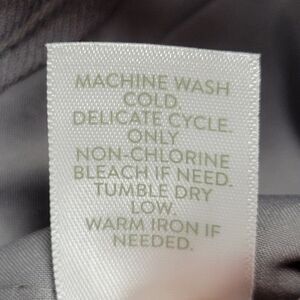 MACHINE WASH
COLD.
DELICATE CYCLE.
ONLY
NON-CHLORINE
BLEACH IF NEED.
TUMBLE DRY
LOW.
WARM IRON IF
NEEDED.